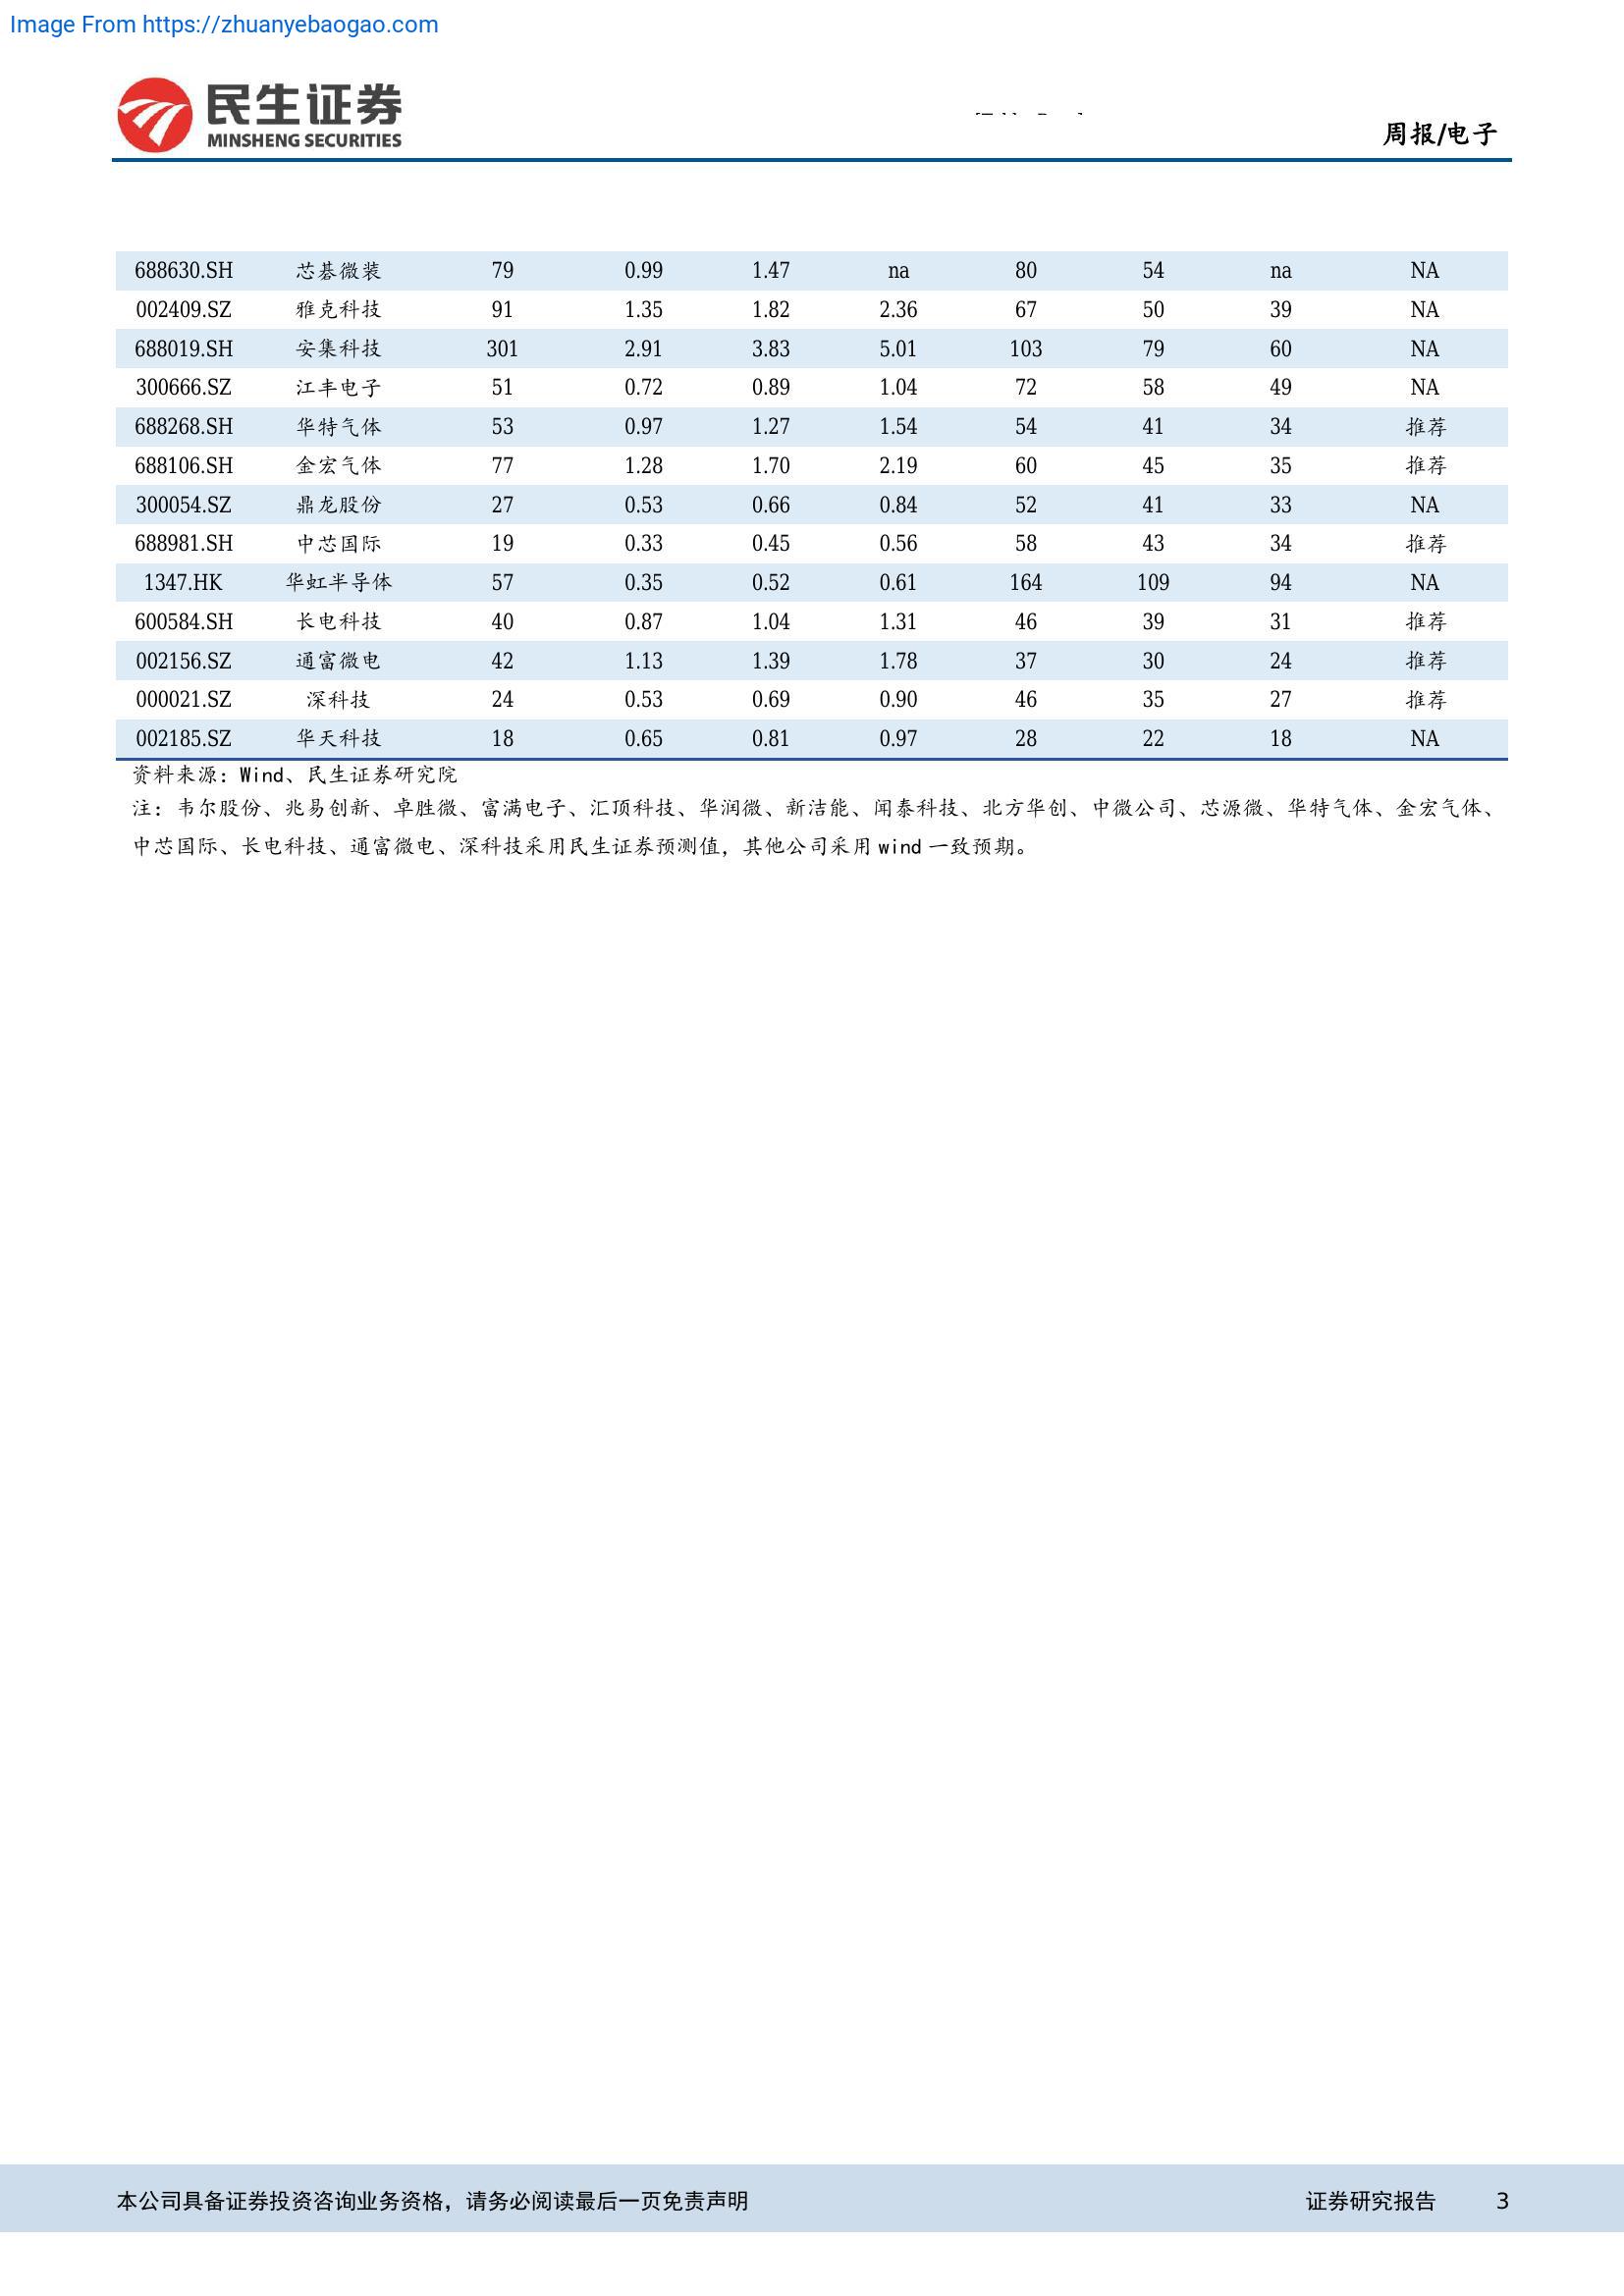 Image From https://zhuanyebaogao.com
民生证券
MINSHENG SECURITIES
周报/电子
688630.SH 芯碁微装 79 0.99 1.47 na 80 54 na NA
002409.SZ 雅克科技 91 1.35 1.82 2.36 67 50 39 NA
688019.SH 安集科技 301 2.91 3.83 5.01 103 79 60 NA
300666.SZ 江丰电子 51 0.72 0.89 1.04 72 58 49 NA
688268.SH 华特气体 53 0.97 1.27 1.54 54 41 34 推荐
688106.SH 金宏气体 77 1.28 1.70 2.19 60 45 35 推荐
300054.SZ 鼎龙股份 27 0.53 0.66 0.84 52 41 33 NA
688981.SH 中芯国际 19 0.33 0.45 0.56 58 43 34 推荐
1347.HK 华虹半导体 57 0.35 0.52 0.61 164 109 94 NA
600584.SH 长电科技 40 0.87 1.04 1.31 46 39 31 推荐
002156.SZ 通富微电 42 1.13 1.39 1.78 37 30 24 推荐
000021.SZ 深科技 24 0.53 0.69 0.90 46 35 27 推荐
002185.SZ 华天科技 18 0.65 0.81 0.97 28 22 18 NA
资料来源：Wind、民生证券研究院
注：韦尔股份、兆易创新、卓胜微、富满电子、汇顶科技、华润微、新洁能、闻泰科技、北方华创、中微公司、芯源微、华特气体、金宏气体、
中芯国际、长电科技、通富微电、深科技采用民生证券预测值，其他公司采用 wind 一致预期。
本公司具备证券投资咨询业务资格，请务必阅读最后一页免责声明 证券研究报告 3